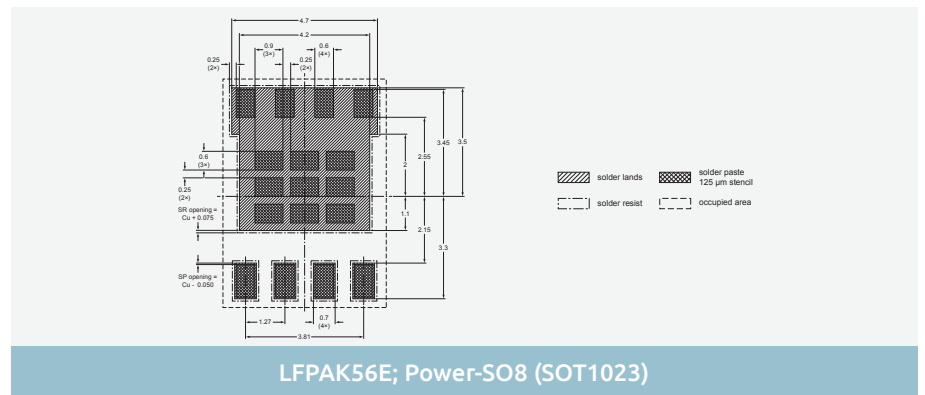 4.7
4.2
0.9
(3×)
0.6
(4×)
0.25
(2×)
0.25
(2×)
3.45
3.5
2.55
2
0.6
(3×)
0.25
(2×)
SR opening =
Cu + 0.075
1.1
2.15
3.3
SP opening =
Cu - 0.050
1.27
0.7
(4×)
3.81
solder lands
solder paste
125 µm stencil
solder resist
occupied area
LFPAK56E; Power-SO8 (SOT1023)